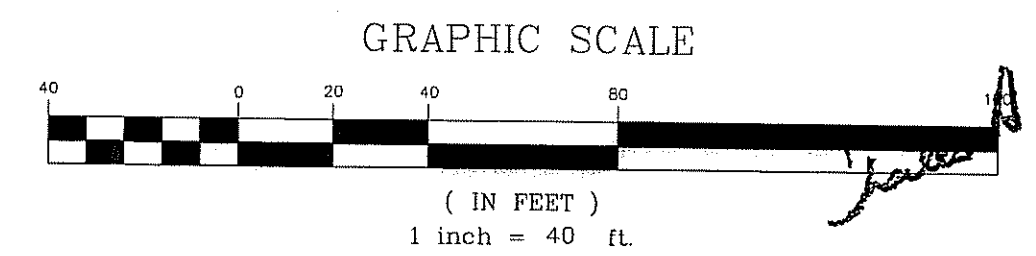 GRAPHIC SCALE
40 0 20 40 80
( IN FEET )
1 inch = 40 ft.